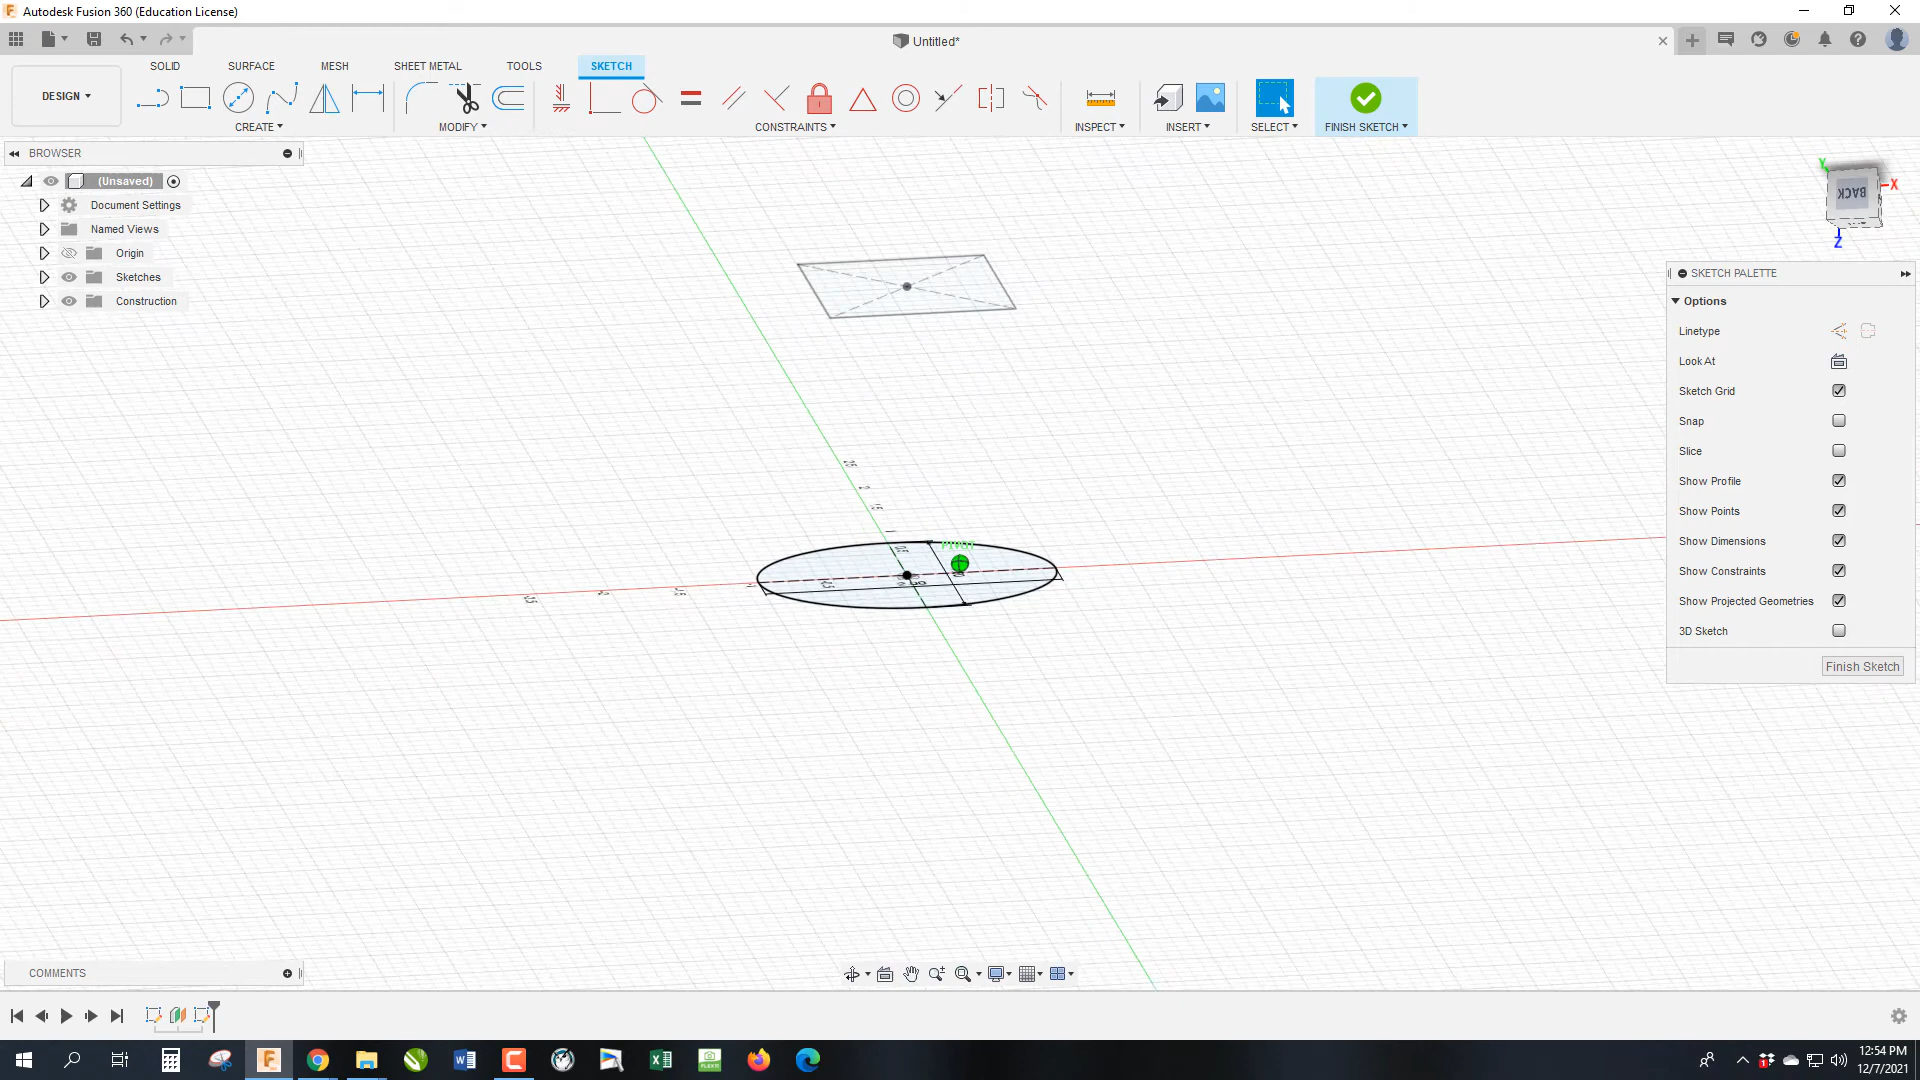 Autodesk Fusion 360 (Education License)
Untitled*
DESIGN
SOLID
SURFACE
MESH
SHEET METAL
TOOLS
SKETCH
CREATE
MODIFY
CONSTRAINTS
INSPECT
INSERT
SELECT
FINISH SKETCH
BROWSER
(Unsaved)
Document Settings
Named Views
Origin
Sketches
Construction
Y
BACK
X
Z
SKETCH PALETTE
Options
Linetype
Look At
Sketch Grid
Snap
Slice
Show Profile
Show Points
Show Dimensions
Show Constraints
Show Projected Geometries
3D Sketch
Finish Sketch
PIVOT
COMMENTS
12:54 PM
12/7/2021